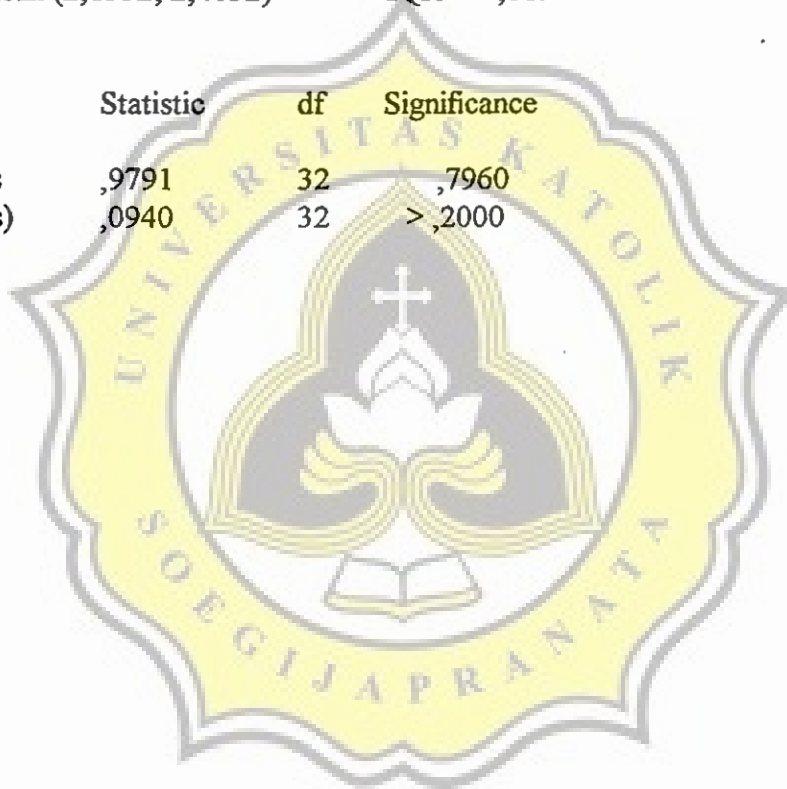 Statistic df Significance
,9791 32 ,7960
s) ,0940 32 > ,2000
UNIVERSITAS KATOLIK
SOEGIJAPRANATA